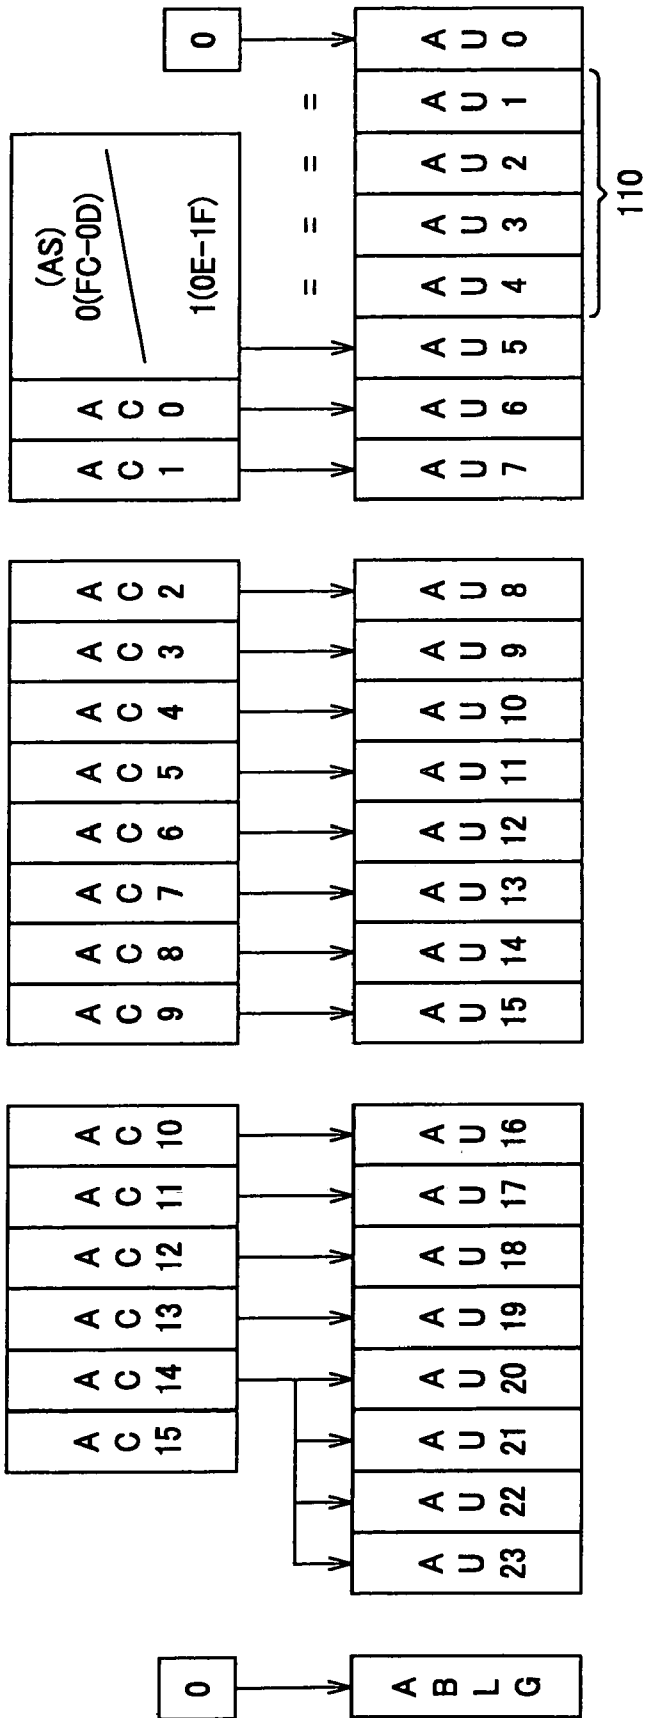 AC15 AC14 AC13 AC12 AC11 AC10 AC9 AC8 AC7 AC6 AC5 AC4 AC3 AC2 AC1 AC0
(AS)
0(FC-0D)
1(0E-1F)
0 0
= = = =
ABLG AU23 AU22 AU21 AU20 AU19 AU18 AU17 AU16 AU15 AU14 AU13 AU12 AU11 AU10 AU9 AU8 AU7 AU6 AU5 AU4 AU3 AU2 AU1 AU0
110